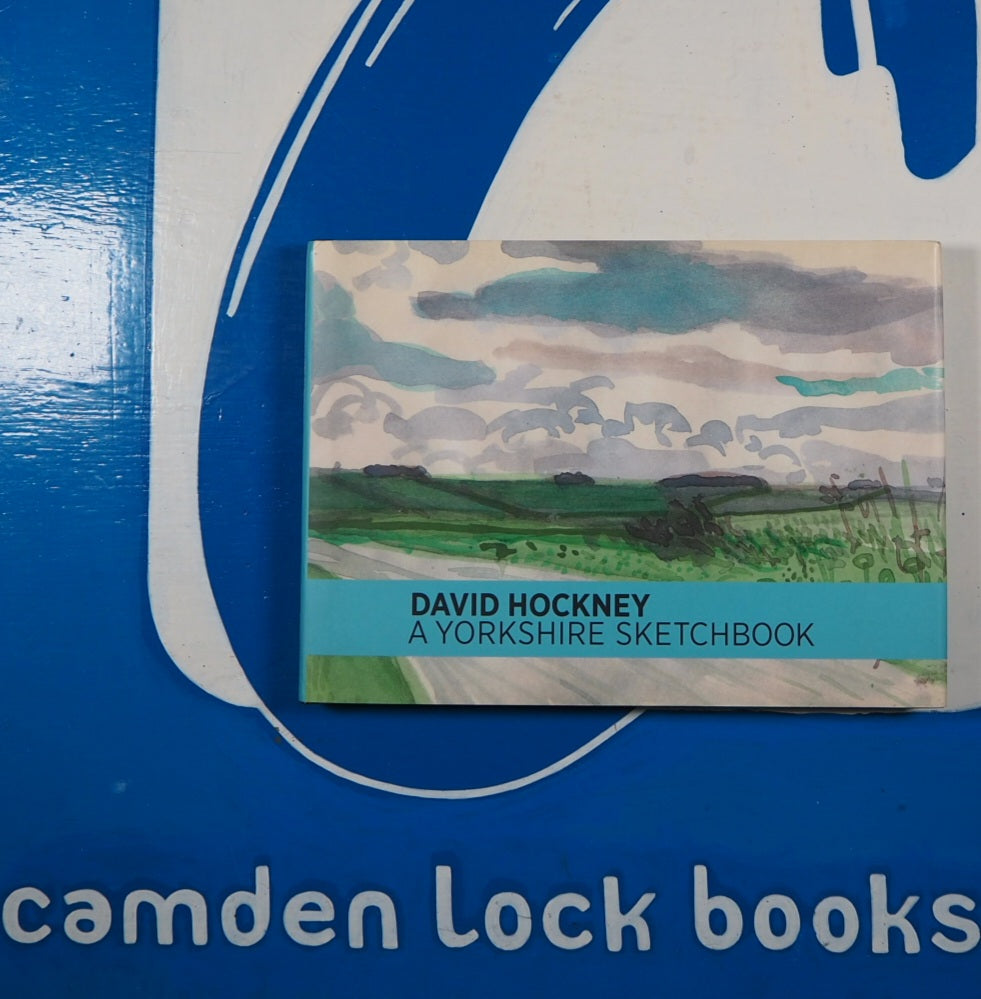 DAVID HOCKNEY
A YORKSHIRE SKETCHBOOK
camden lock books